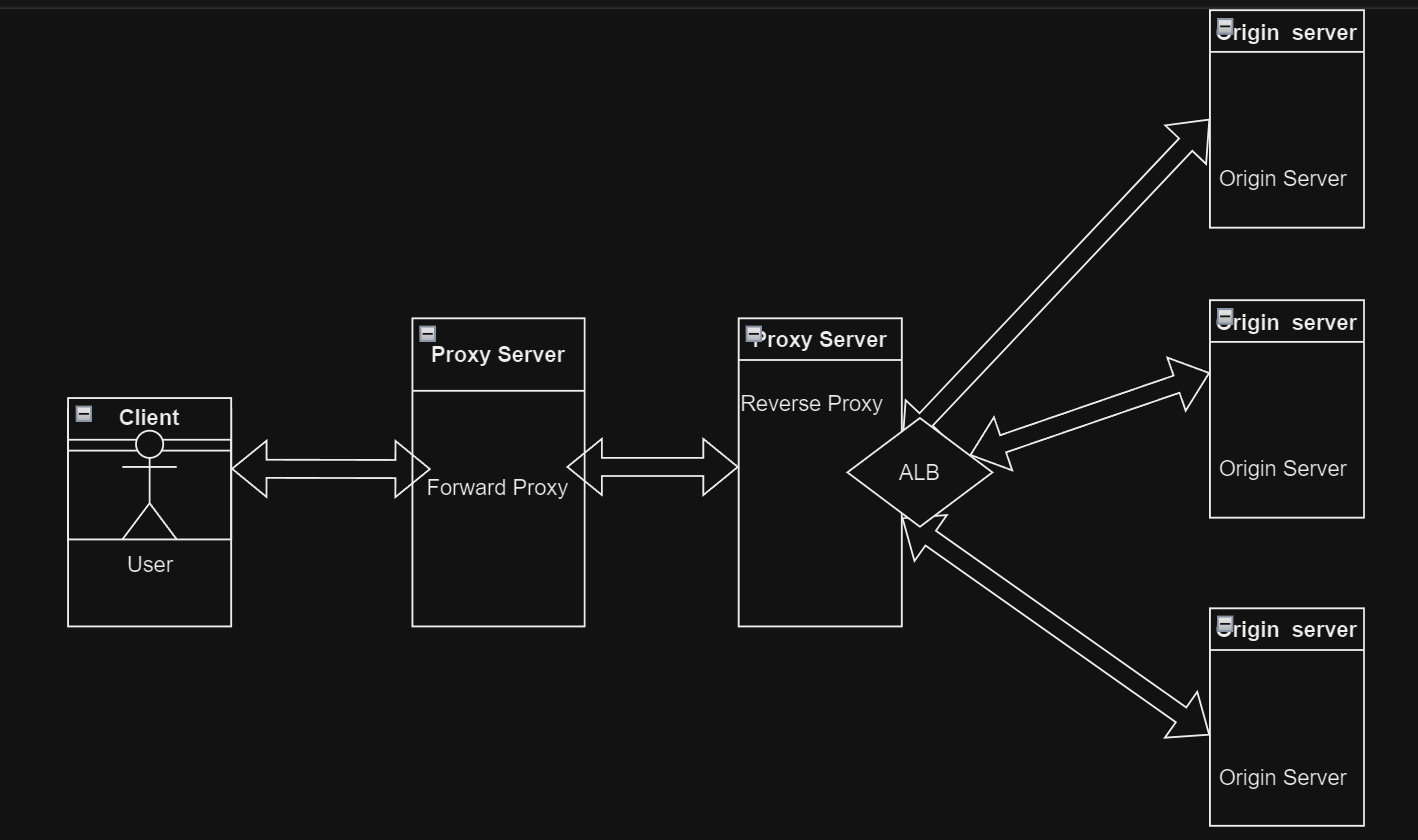 Client
User
Proxy Server
Forward Proxy
Proxy Server
Reverse Proxy
ALB
Origin server
Origin Server
Origin server
Origin Server
Origin server
Origin Server